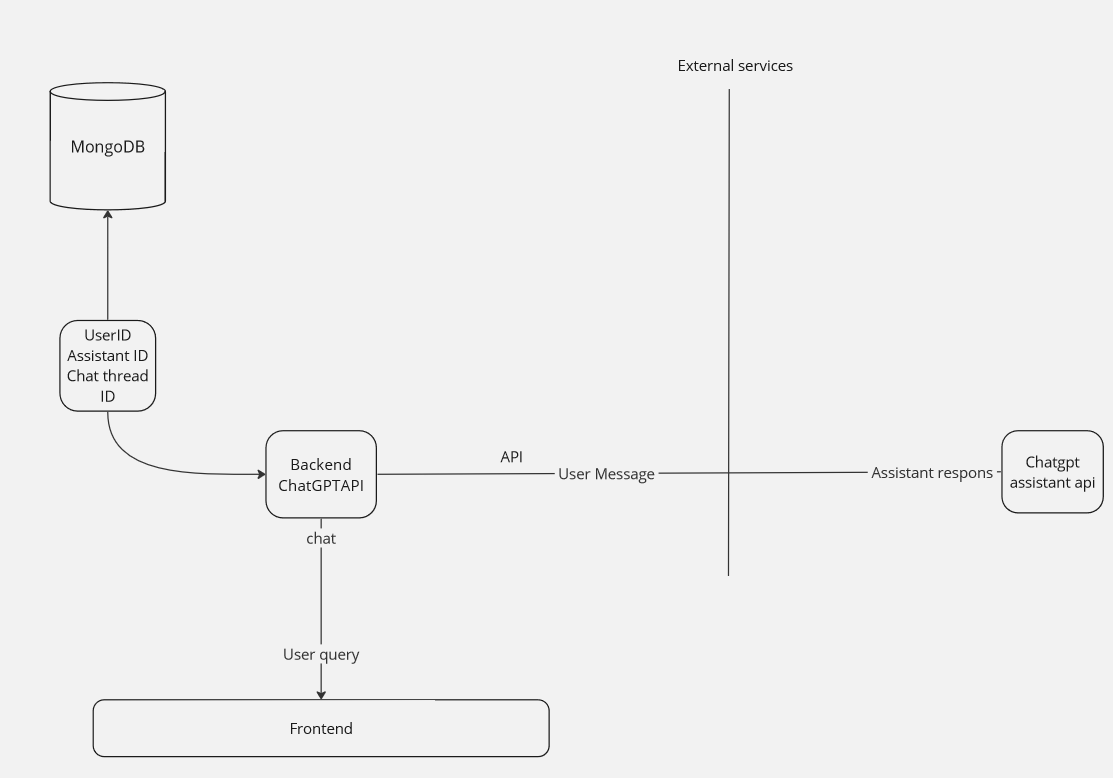 External services
MongoDB
UserID
Assistant ID
Chat thread
ID
Backend
ChatGPTAPI
API
User Message
Assistant respons
Chatgpt
assistant api
chat
User query
Frontend